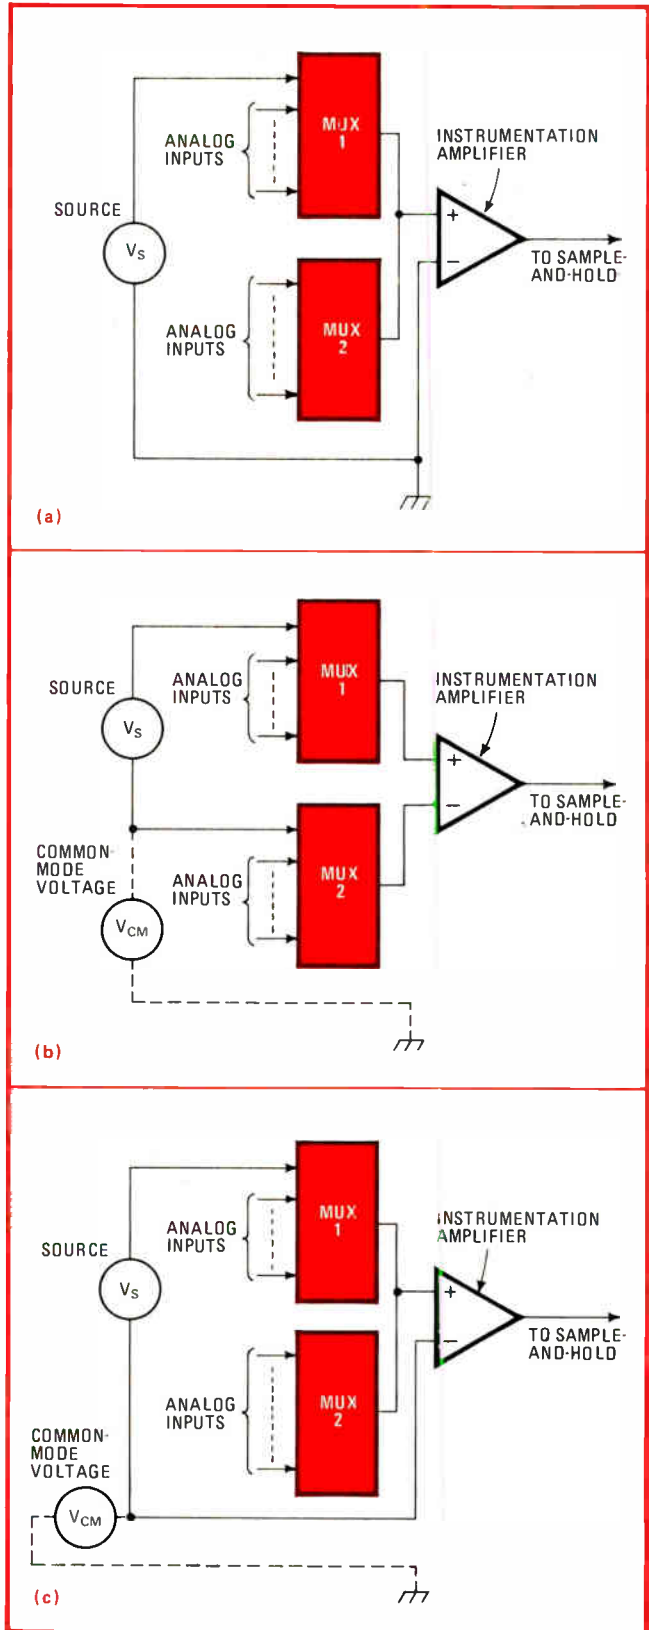 MUX
1
ANALOG
INPUTS
INSTRUMENTATION
AMPLIFIER
SOURCE
VS
+
−
TO SAMPLE-
AND-HOLD
ANALOG
INPUTS
MUX
2
(a)
MUX
1
ANALOG
INPUTS
INSTRUMENTATION
AMPLIFIER
SOURCE
VS
+
−
TO SAMPLE-
AND-HOLD
COMMON-
MODE
VOLTAGE
ANALOG
INPUTS
MUX
2
VCM
(b)
MUX
1
ANALOG
INPUTS
INSTRUMENTATION
AMPLIFIER
SOURCE
VS
+
−
TO SAMPLE-
AND-HOLD
ANALOG
INPUTS
MUX
2
COMMON-
MODE
VOLTAGE
VCM
(c)